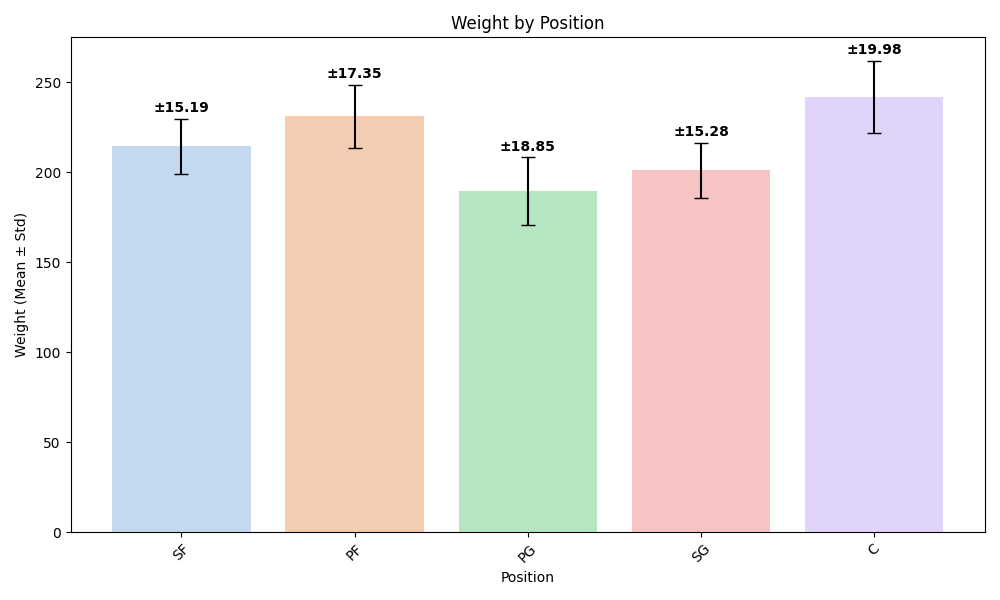 Weight by Position
Weight (Mean ± Std)
250
200
150
100
50
0
±15.19
±17.35
±18.85
±15.28
±19.98
SF
PF
PG
SG
C
Position